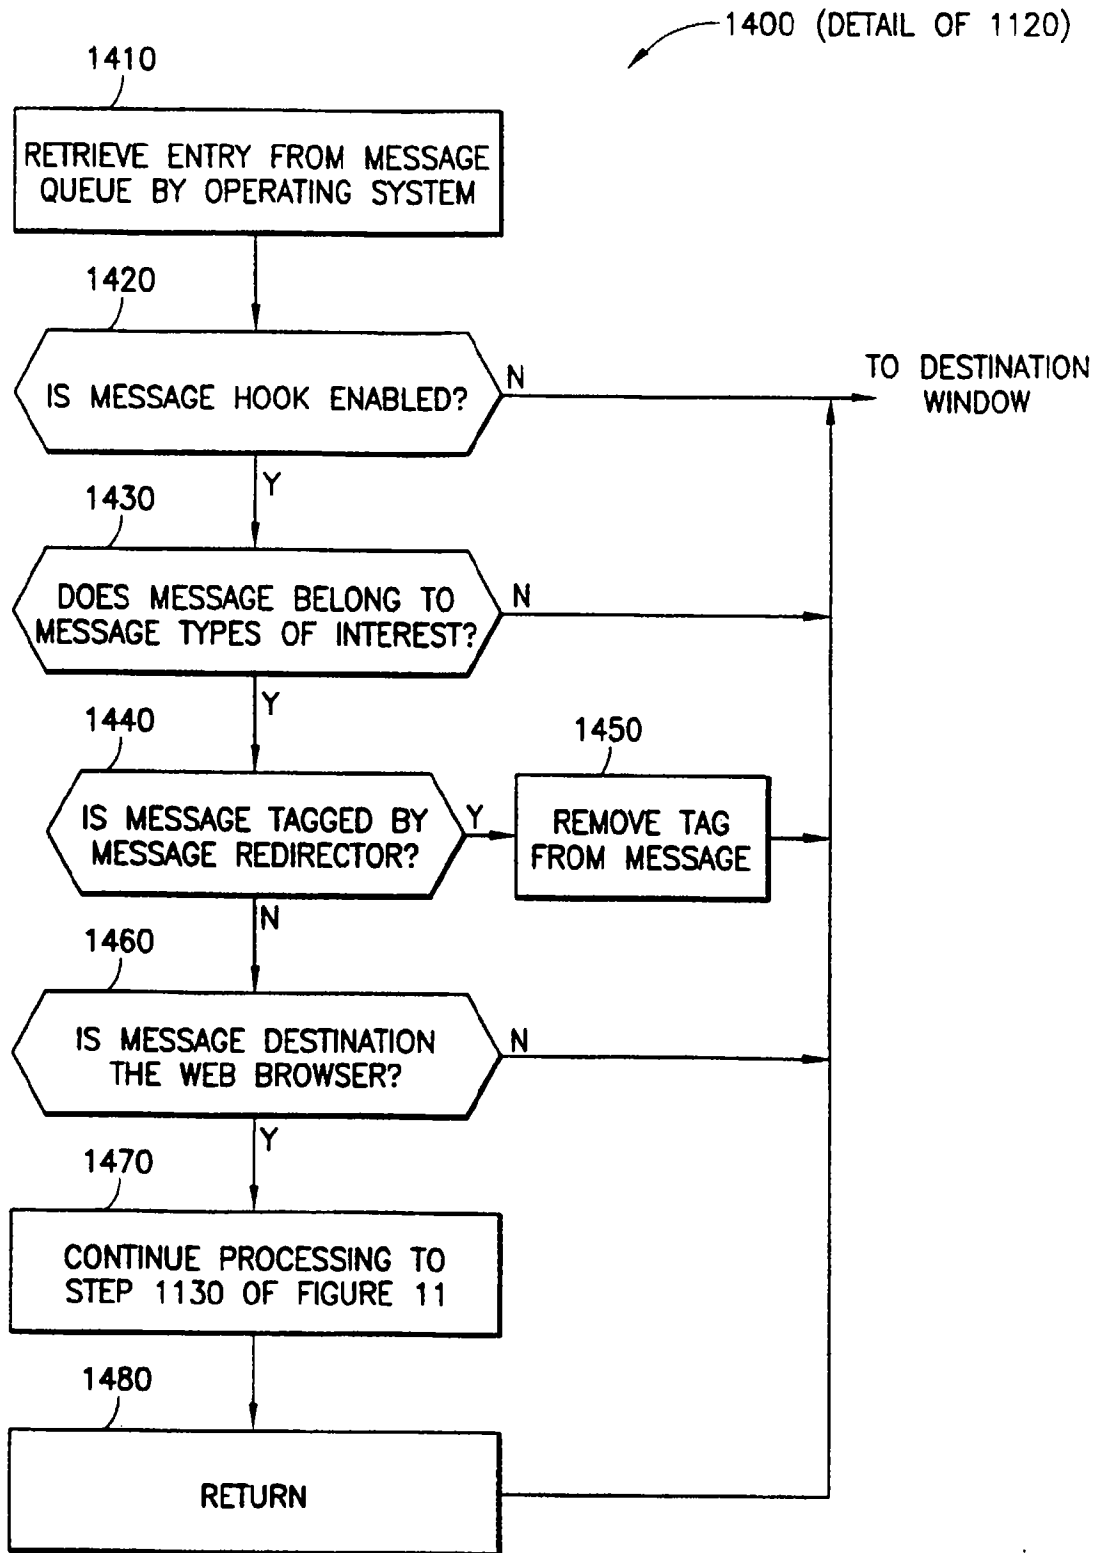 1400 (DETAIL OF 1120)
1410
RETRIEVE ENTRY FROM MESSAGE
QUEUE BY OPERATING SYSTEM
1420
IS MESSAGE HOOK ENABLED?
N
TO DESTINATION
WINDOW
Y
1430
DOES MESSAGE BELONG TO
MESSAGE TYPES OF INTEREST?
N
Y
1440
IS MESSAGE TAGGED BY
MESSAGE REDIRECTOR?
Y
1450
REMOVE TAG
FROM MESSAGE
N
1460
IS MESSAGE DESTINATION
THE WEB BROWSER?
N
Y
1470
CONTINUE PROCESSING TO
STEP 1130 OF FIGURE 11
1480
RETURN